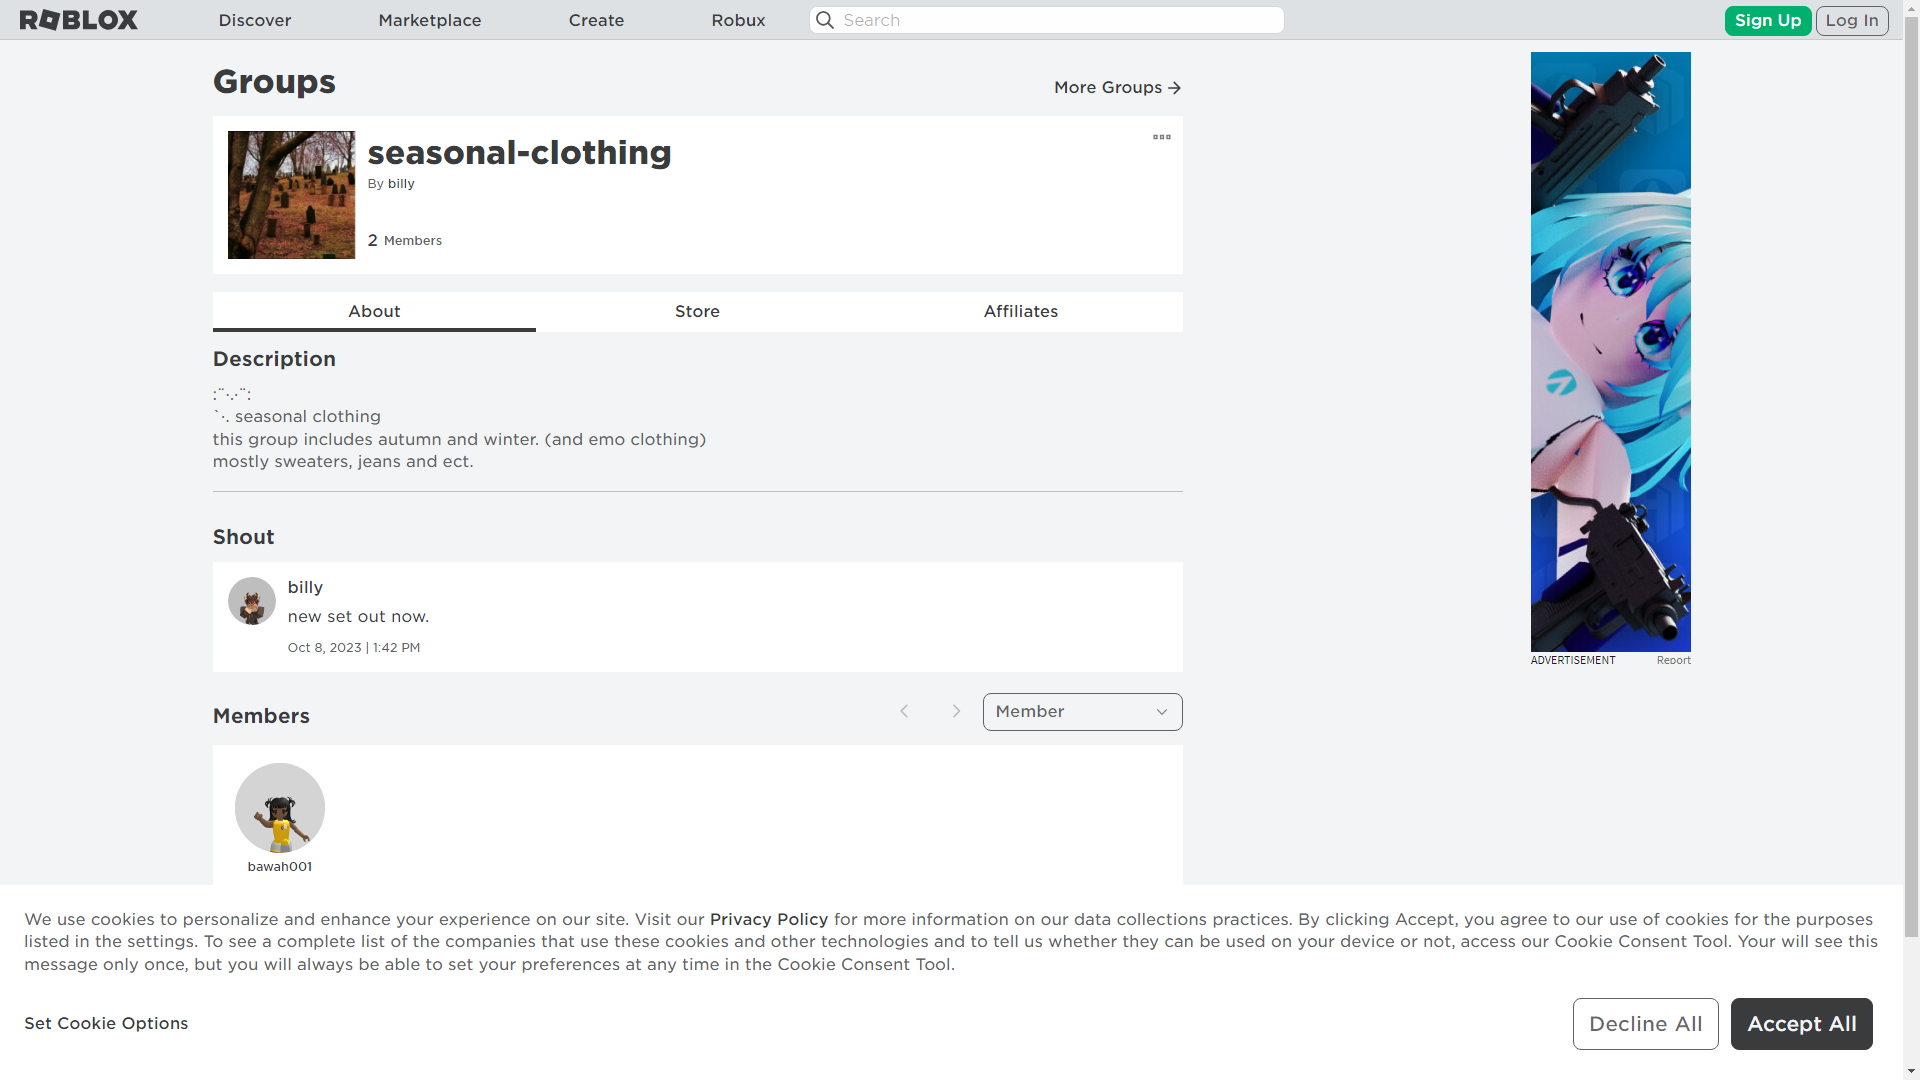 ROBLOX
Discover
Marketplace
Create
Robux
Search
Sign Up
Log In
Groups
More Groups
seasonal-clothing
By billy
2 Members
About
Store
Affiliates
Description
:¨·.·¨:
`·. seasonal clothing
this group includes autumn and winter. (and emo clothing)
mostly sweaters, jeans and ect.
Shout
billy
new set out now.
Oct 8, 2023 | 1:42 PM
ADVERTISEMENT
Report
Members
Member
bawah001
We use cookies to personalize and enhance your experience on our site. Visit our Privacy Policy for more information on our data collections practices. By clicking Accept, you agree to our use of cookies for the purposes
listed in the settings. To see a complete list of the companies that use these cookies and other technologies and to tell us whether they can be used on your device or not, access our Cookie Consent Tool. Your will see this
message only once, but you will always be able to set your preferences at any time in the Cookie Consent Tool.
Set Cookie Options
Decline All
Accept All